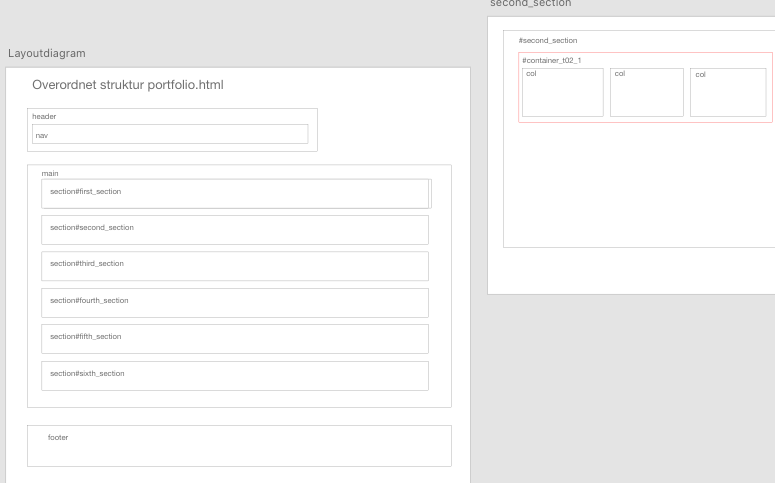 second_section
Layoutdiagram
Overordnet struktur portfolio.html
header
nav
main
section#first_section
section#second_section
section#third_section
section#fourth_section
section#fifth_section
section#sixth_section
footer
#second_section
#container_t02_1
col
col
col